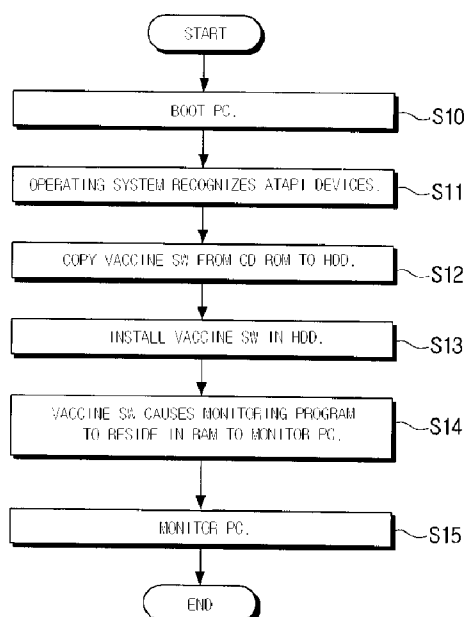 START
BOOT PC.
S10
OPERATING SYSTEM RECOGNIZES ATAPI DEVICES.
S11
COPY VACCINE SW FROM CD ROM TO HDD.
S12
INSTALL VACCINE SW IN HDD.
S13
VACCINE SW CAUSES MONITORING PROGRAM
TO RESIDE IN RAM TO MONITOR PC.
S14
MONITOR PC.
S15
END